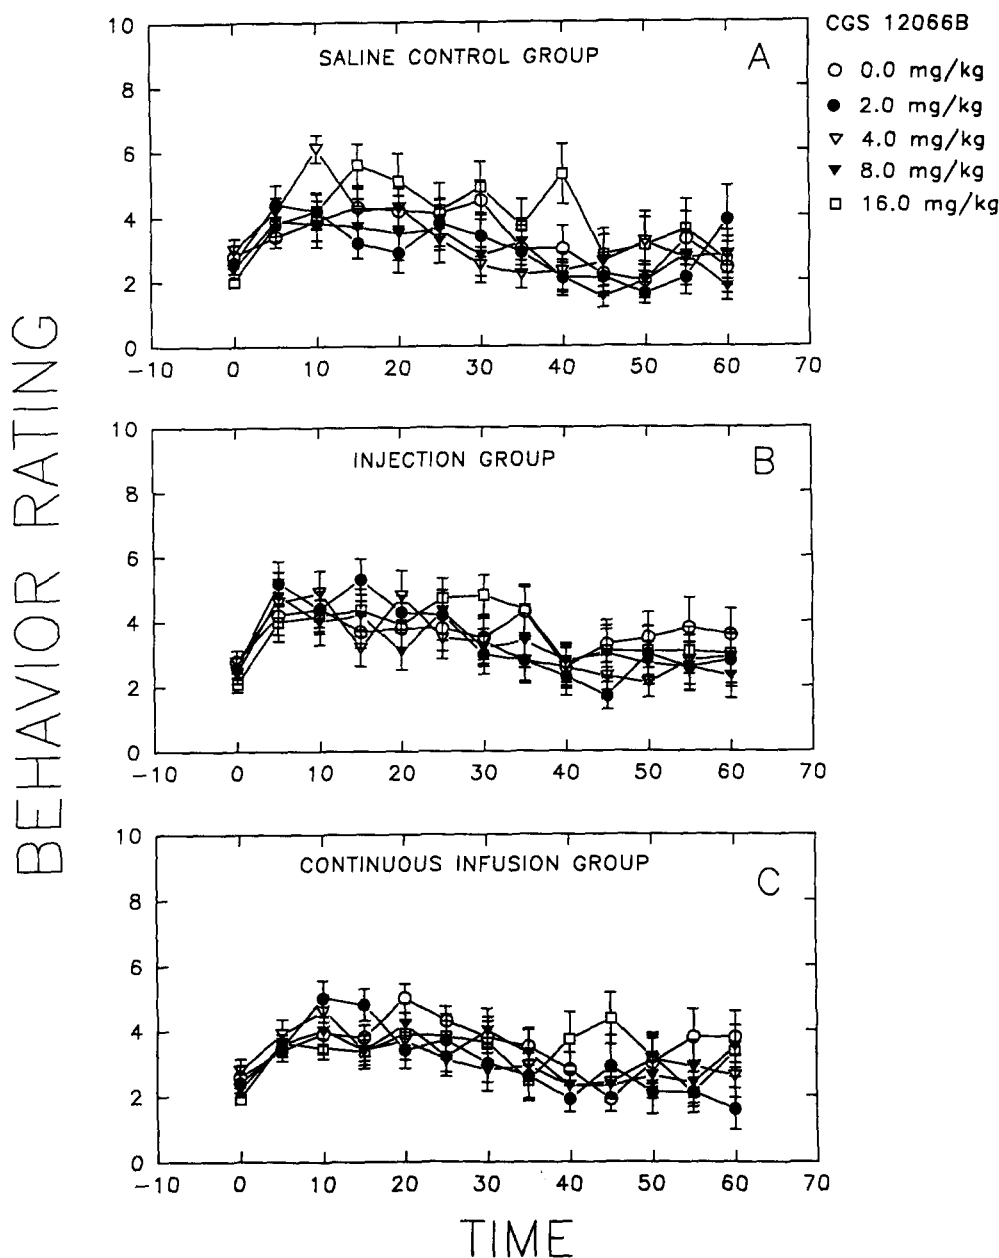 CGS 12066B
0.0 mg/kg
2.0 mg/kg
4.0 mg/kg
8.0 mg/kg
16.0 mg/kg
BEHAVIOR RATING
SALINE CONTROL GROUP
A
10
8
6
4
2
0
-10 0 10 20 30 40 50 60 70
INJECTION GROUP
B
10
8
6
4
2
0
-10 0 10 20 30 40 50 60 70
CONTINUOUS INFUSION GROUP
C
10
8
6
4
2
0
-10 0 10 20 30 40 50 60 70
TIME